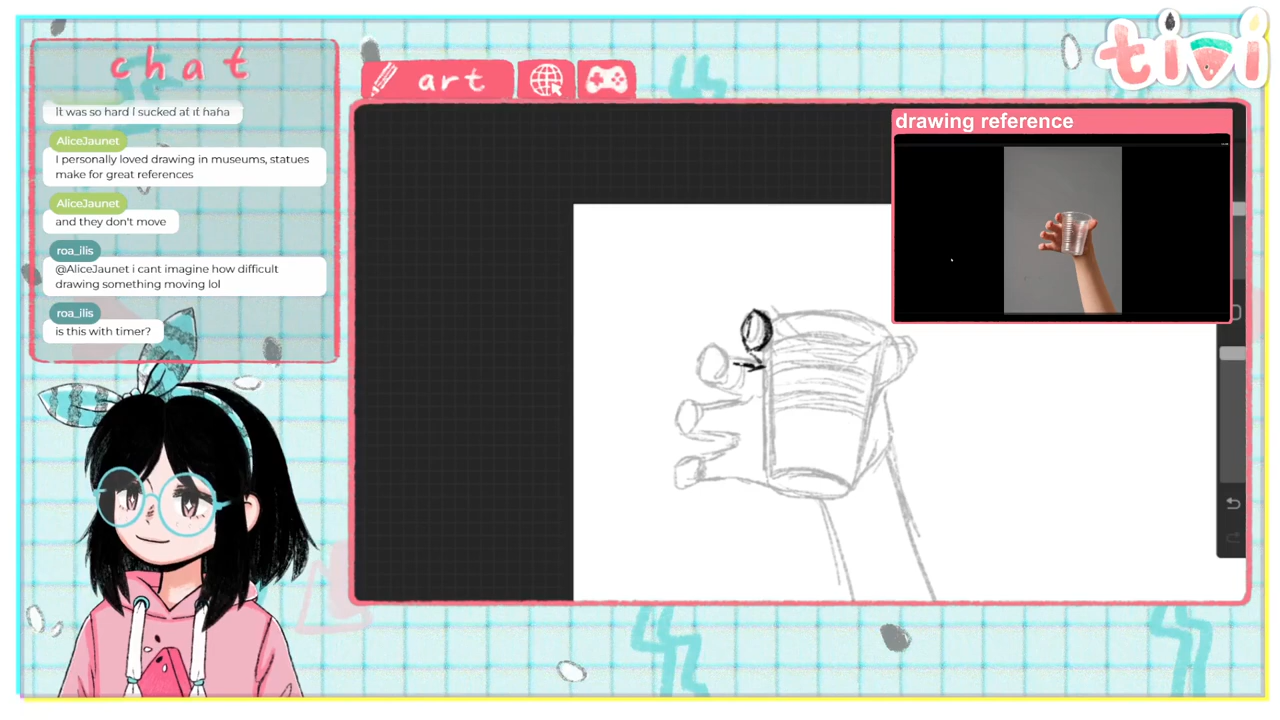 chat
It was so hard I sucked at it haha
AliceJaunet
I personally loved drawing in museums, statues
make for great references
AliceJaunet
and they don't move
roa_ilis
@AliceJaunet i cant imagine how difficult
drawing something moving lol
roa_ilis
is this with timer?
art
drawing reference
tivi